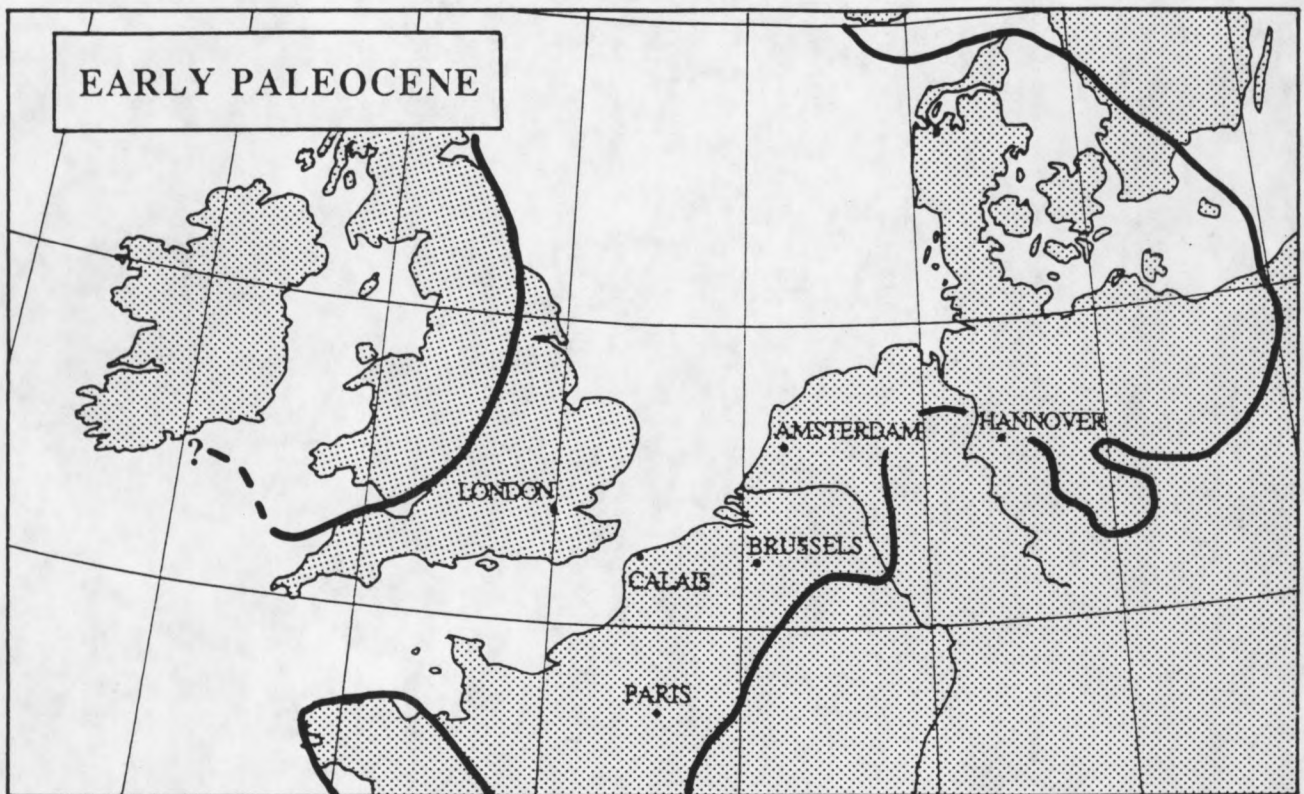 EARLY PALEOCENE
?
HANNOVER
AMSTERDAM
LONDON
BRUSSELS
CALAIS
PARIS